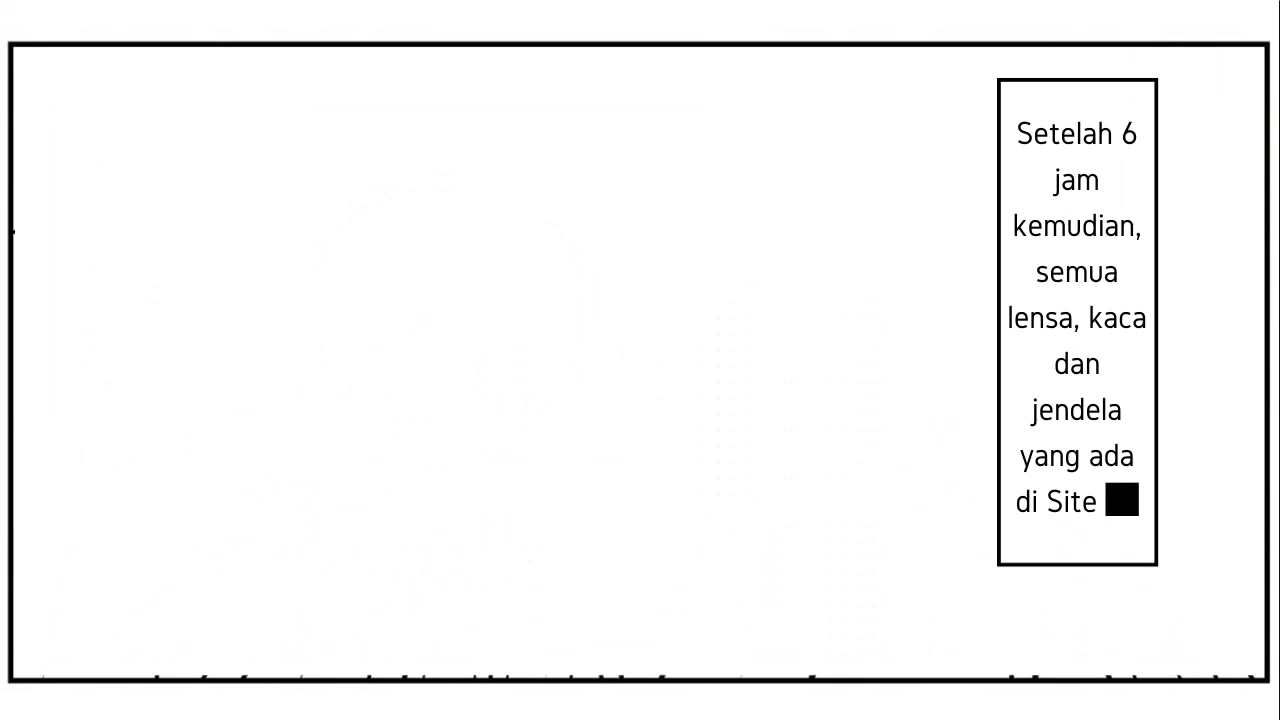 Setelah 6
jam
kemudian,
semua
lensa, kaca
dan
jendela
yang ada
di Site ■